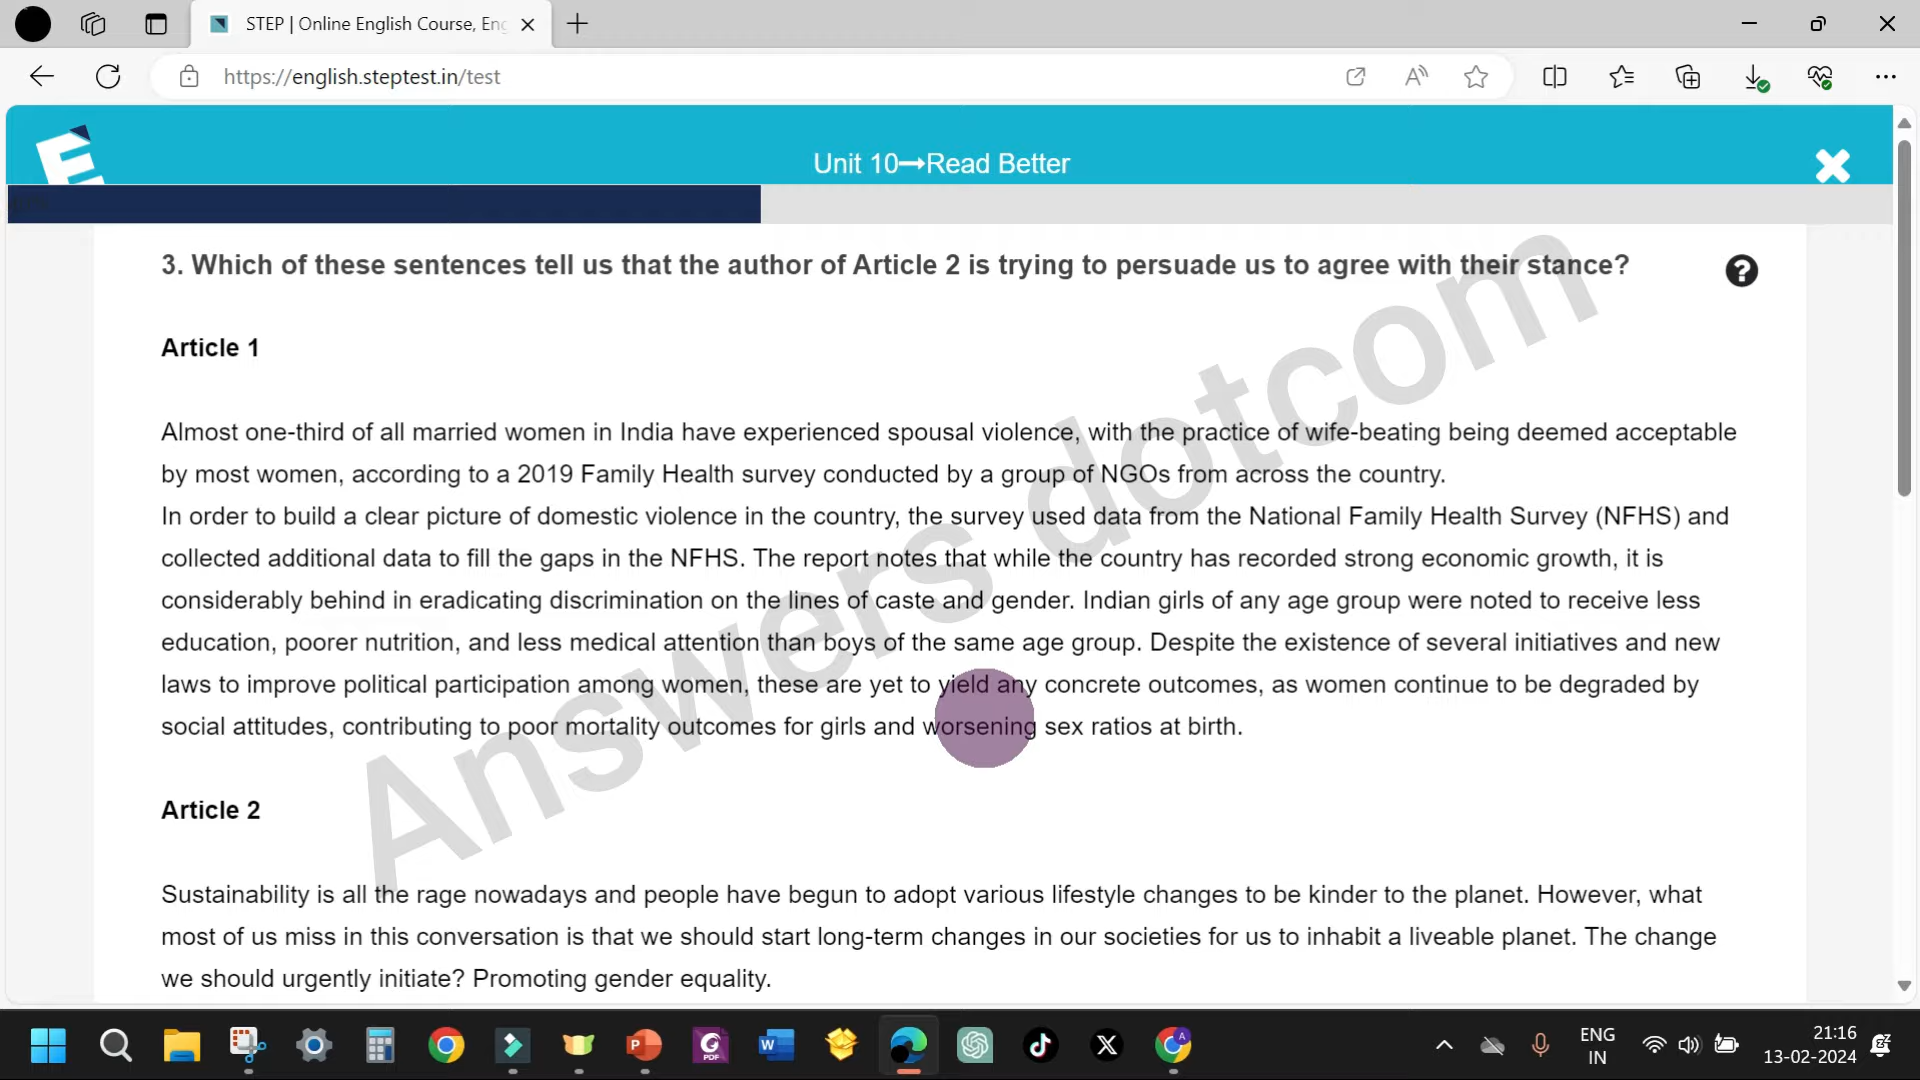 STEP | Online English Course, Eng
https://english.steptest.in/test
Unit 10→Read Better
3. Which of these sentences tell us that the author of Article 2 is trying to persuade us to agree with their stance?
Article 1
Almost one-third of all married women in India have experienced spousal violence, with the practice of wife-beating being deemed acceptable
by most women, according to a 2019 Family Health survey conducted by a group of NGOs from across the country.
In order to build a clear picture of domestic violence in the country, the survey used data from the National Family Health Survey (NFHS) and
collected additional data to fill the gaps in the NFHS. The report notes that while the country has recorded strong economic growth, it is
considerably behind in eradicating discrimination on the lines of caste and gender. Indian girls of any age group were noted to receive less
education, poorer nutrition, and less medical attention than boys of the same age group. Despite the existence of several initiatives and new
laws to improve political participation among women, these are yet to yield any concrete outcomes, as women continue to be degraded by
social attitudes, contributing to poor mortality outcomes for girls and worsening sex ratios at birth.
Article 2
Sustainability is all the rage nowadays and people have begun to adopt various lifestyle changes to be kinder to the planet. However, what
most of us miss in this conversation is that we should start long-term changes in our societies for us to inhabit a liveable planet. The change
we should urgently initiate? Promoting gender equality.
Answers dotcom
ENG
IN
21:16
13-02-2024